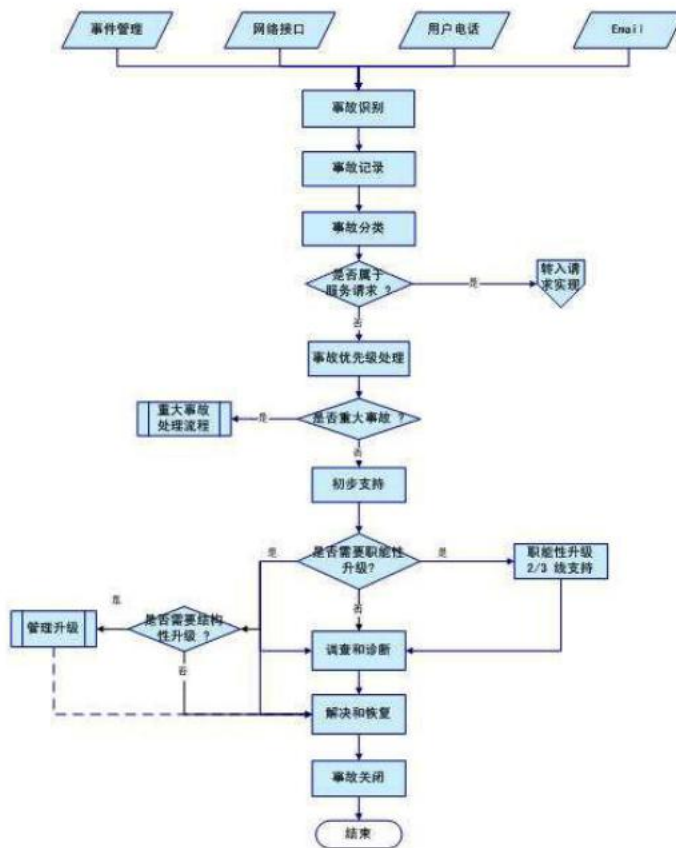 事件管理
网络接口
用户电话
Email
事故识别
事故记录
事故分类
是否属于
服务请求 ?
是
转入请
求实现
否
事故优先级处理
重大事故
处理流程
是
是否重大事故 ?
否
初步支持
是
是否需要职能性
升级?
是
职能性升级
2/3 线支持
是
否
管理升级
是否需要结构
性升级 ?
调查和诊断
否
解决和恢复
事故关闭
结束